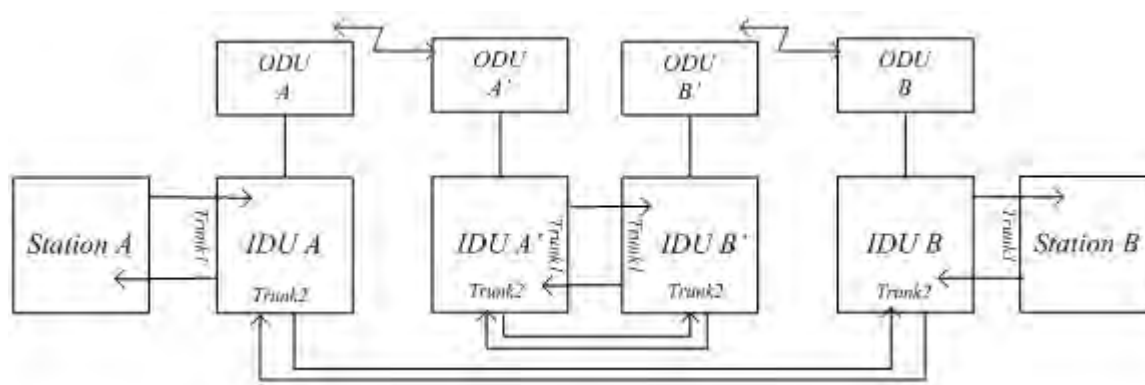 ODU
A
ODU
A'
ODU
B'
ODU
B
Station A
Trunk1
IDU A
Trunk2
IDU A'
Trunk1
Trunk2
Trunk1
IDU B'
Trunk2
IDU B
Trunk2
Trunk1
Station B